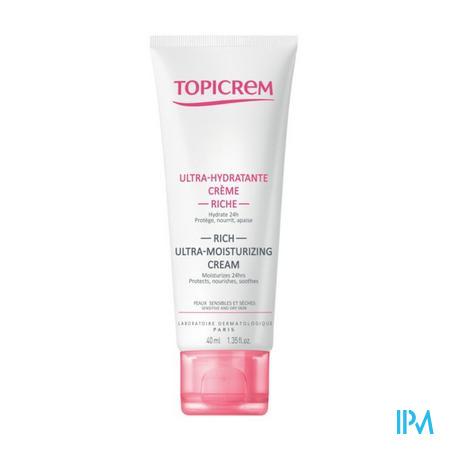 TOPICREM
ULTRA-HYDRATANTE
CRÈME
— RICHE —
Hydrate 24h
Protège, nourrit, apaise
— RICH —
ULTRA-MOISTURIZING
CREAM
Moisturizes 24hrs
Protects, nourishes, soothes
PEAUX SENSIBLES ET SÈCHES
SENSITIVE AND DRY SKIN
LABORATOIRE DERMATOLOGIQUE
PARIS
40 ml 1.35 fl.oz.
IPM